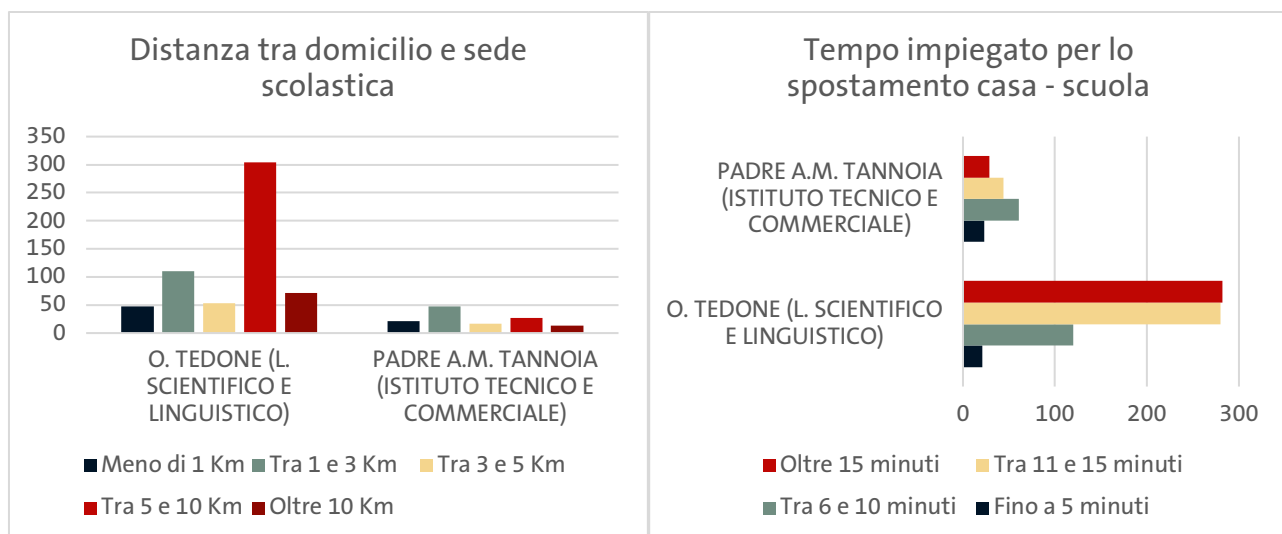 Distanza tra domicilio e sede
scolastica
350
300
250
200
150
100
50
0
O. TEDONE (L.
SCIENTIFICO E
LINGUISTICO)
PADRE A.M. TANNOIA
(ISTITUTO TECNICO E
COMMERCIALE)
Meno di 1 Km
Tra 1 e 3 Km
Tra 3 e 5 Km
Tra 5 e 10 Km
Oltre 10 Km
Tempo impiegato per lo
spostamento casa - scuola
PADRE A.M. TANNOIA
(ISTITUTO TECNICO E
COMMERCIALE)
O. TEDONE (L. SCIENTIFICO
E LINGUISTICO)
0 100 200 300
Oltre 15 minuti
Tra 11 e 15 minuti
Tra 6 e 10 minuti
Fino a 5 minuti